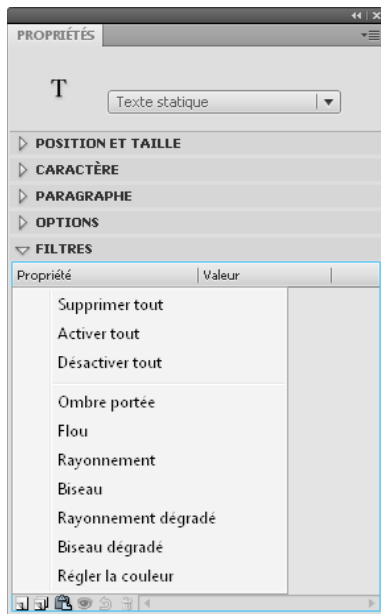 PROPRIÉTÉS
T
Texte statique
POSITION ET TAILLE
CARACTÈRE
PARAGRAPHE
OPTIONS
FILTRES
Propriété Valeur
Supprimer tout
Activer tout
Désactiver tout
Ombre portée
Flou
Rayonnement
Biseau
Rayonnement dégradé
Biseau dégradé
Régler la couleur